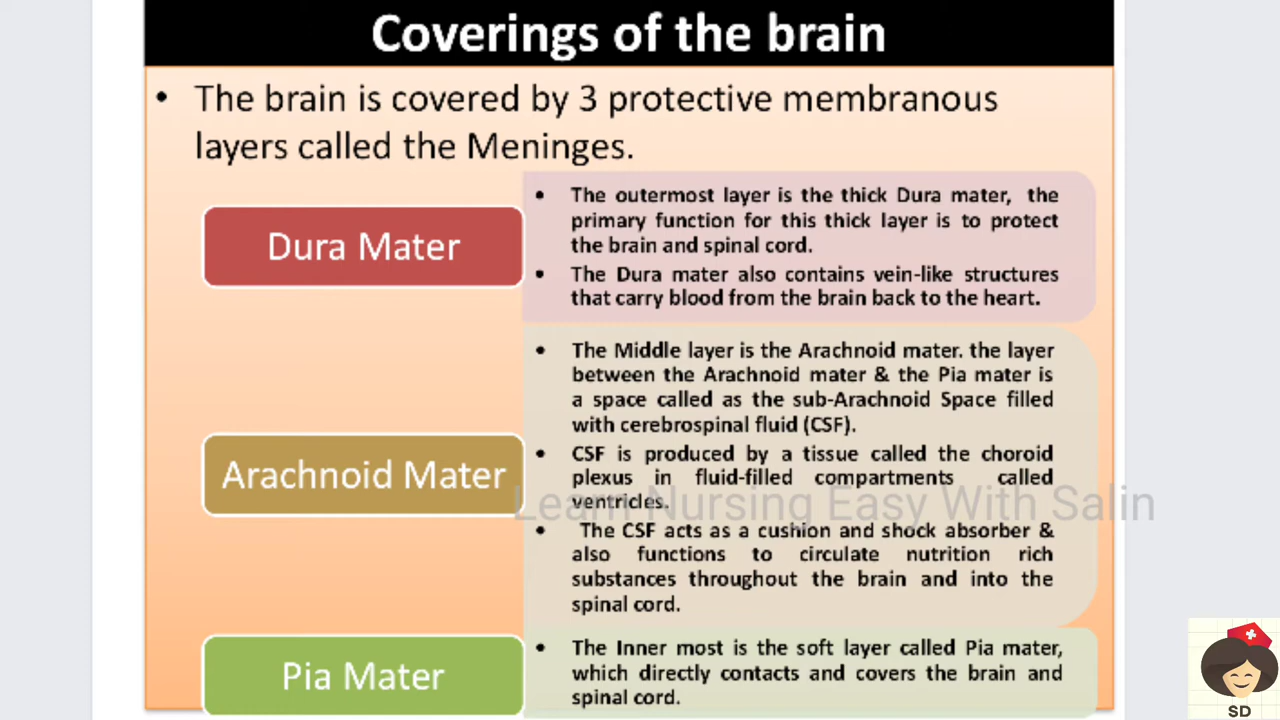 Coverings of the brain
• The brain is covered by 3 protective membranous
layers called the Meninges.
Dura Mater
• The outermost layer is the thick Dura mater, the
primary function for this thick layer is to protect
the brain and spinal cord.
• The Dura mater also contains vein-like structures
that carry blood from the brain back to the heart.
Arachnoid Mater
• The Middle layer is the Arachnoid mater. the layer
between the Arachnoid mater & the Pia mater is
a space called as the sub-Arachnoid Space filled
with cerebrospinal fluid (CSF).
• CSF is produced by a tissue called the choroid
plexus in fluid-filled compartments called
ventricles.
• The CSF acts as a cushion and shock absorber &
also functions to circulate nutrition rich
substances throughout the brain and into the
spinal cord.
Learn Nursing Easy With Salin
Pia Mater
• The Inner most is the soft layer called Pia mater,
which directly contacts and covers the brain and
spinal cord.
SD